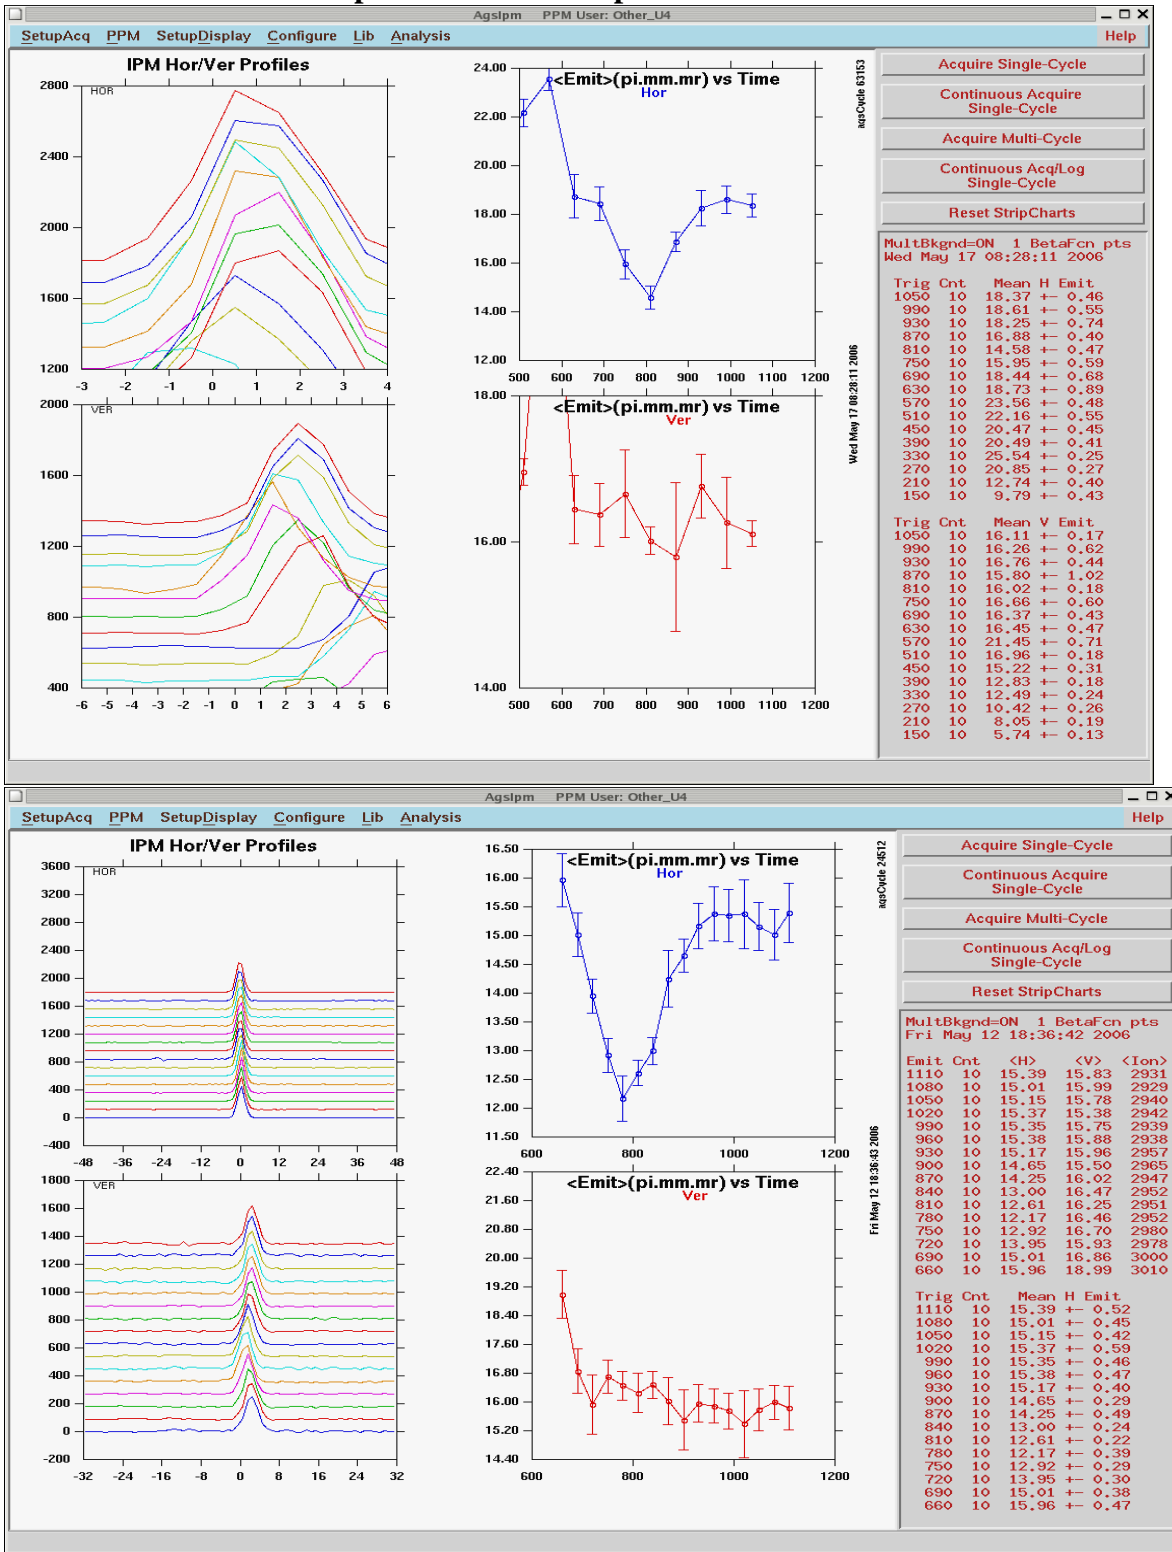 AgsIpm PPM User: Other_U4
SetupAcq PPM SetupDisplay Configure Lib Analysis Help
IPM Hor/Ver Profiles
HOR
2800
2400
2000
1600
1200
-3 -2 -1 0 1 2 3 4
VER
2000
1600
1200
800
400
-6 -5 -4 -3 -2 -1 0 1 2 3 4 5 6
<Emit>(pi.mm.mr) vs Time
Hor
24.00
22.00
20.00
18.00
16.00
14.00
12.00
500 600 700 800 900 1000 1100 1200
<Emit>(pi.mm.mr) vs Time
Ver
18.00
16.00
14.00
500 600 700 800 900 1000 1100 1200
agsCycle 63153
Wed May 17 08:28:11 2006
Acquire Single-Cycle
Continuous Acquire
Single-Cycle
Acquire Multi-Cycle
Continuous Acq/Log
Single-Cycle
Reset StripCharts
MultBkgnd=ON 1 BetaFcn pts
Wed May 17 08:28:11 2006
Trig Cnt Mean H Emit
1050 10 18.37 +- 0.46
990 10 18.61 +- 0.55
930 10 18.25 +- 0.74
870 10 16.88 +- 0.40
810 10 14.58 +- 0.47
750 10 15.95 +- 0.59
690 10 18.44 +- 0.68
630 10 18.73 +- 0.89
570 10 23.56 +- 0.48
510 10 22.16 +- 0.55
450 10 20.47 +- 0.45
390 10 20.49 +- 0.41
330 10 25.54 +- 0.25
270 10 20.85 +- 0.27
210 10 12.74 +- 0.40
150 10 9.79 +- 0.43
Trig Cnt Mean V Emit
1050 10 16.11 +- 0.17
990 10 16.26 +- 0.62
930 10 16.76 +- 0.44
870 10 15.80 +- 1.02
810 10 16.02 +- 0.18
750 10 16.66 +- 0.60
690 10 16.37 +- 0.43
630 10 16.45 +- 0.47
570 10 21.45 +- 0.71
510 10 16.96 +- 0.18
450 10 15.22 +- 0.31
390 10 12.83 +- 0.18
330 10 12.49 +- 0.24
270 10 10.42 +- 0.26
210 10 8.05 +- 0.19
150 10 5.74 +- 0.13
AgsIpm PPM User: Other_U4
SetupAcq PPM SetupDisplay Configure Lib Analysis Help
IPM Hor/Ver Profiles
HOR
3600
3200
2800
2400
2000
1600
1200
800
400
0
-400
-48 -36 -24 -12 0 12 24 36 48
VER
1800
1600
1400
1200
1000
800
600
400
200
0
-200
-32 -24 -16 -8 0 8 16 24 32
<Emit>(pi.mm.mr) vs Time
Hor
16.50
16.00
15.50
15.00
14.50
14.00
13.50
13.00
12.50
12.00
11.50
600 800 1000 1200
<Emit>(pi.mm.mr) vs Time
Ver
22.40
21.60
20.80
20.00
19.20
18.40
17.60
16.80
16.00
15.20
14.40
600 800 1000 1200
agsCycle 24512
Fri May 12 18:36:43 2006
Acquire Single-Cycle
Continuous Acquire
Single-Cycle
Acquire Multi-Cycle
Continuous Acq/Log
Single-Cycle
Reset StripCharts
MultBkgnd=ON 1 BetaFcn pts
Fri May 12 18:36:42 2006
Emit Cnt <H> <V> <Ion>
1110 10 15.39 15.83 2931
1080 10 15.01 15.99 2929
1050 10 15.15 15.78 2940
1020 10 15.37 15.38 2942
990 10 15.35 15.75 2939
960 10 15.38 15.88 2938
930 10 15.17 15.96 2957
900 10 14.65 15.50 2965
870 10 14.25 16.02 2947
840 10 13.00 16.47 2952
810 10 12.61 16.25 2951
780 10 12.17 16.46 2952
750 10 12.92 16.70 2980
720 10 13.95 15.93 2978
690 10 15.01 16.86 3000
660 10 15.96 18.99 3010
Trig Cnt Mean H Emit
1110 10 15.39 +- 0.52
1080 10 15.01 +- 0.45
1050 10 15.15 +- 0.42
1020 10 15.37 +- 0.59
990 10 15.35 +- 0.46
960 10 15.38 +- 0.47
930 10 15.17 +- 0.40
900 10 14.65 +- 0.29
870 10 14.25 +- 0.49
840 10 13.00 +- 0.24
810 10 12.61 +- 0.22
780 10 12.17 +- 0.39
750 10 12.92 +- 0.29
720 10 13.95 +- 0.30
690 10 15.01 +- 0.38
660 10 15.96 +- 0.47